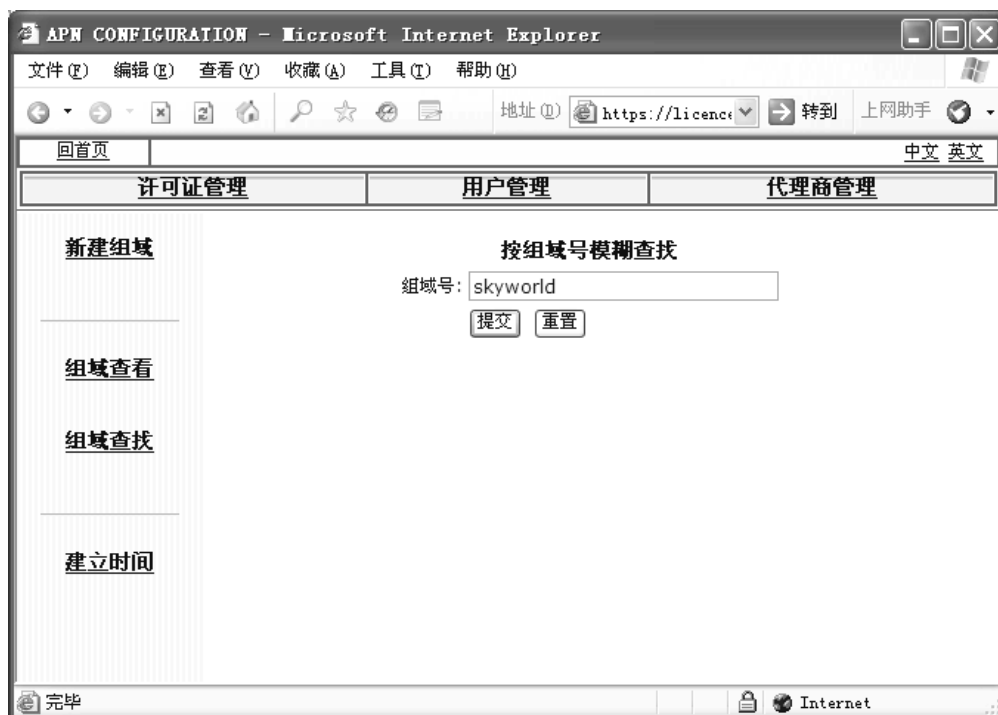 APN CONFIGURATION - Microsoft Internet Explorer
文件(F) 编辑(E) 查看(V) 收藏(A) 工具(T) 帮助(H)
地址(D) https://licence 转到 上网助手
回首页 中文 英文
许可证管理 用户管理 代理商管理
新建组域
按组域号模糊查找
组域号: skyworld
提交 重置
组域查看
组域查找
建立时间
完毕 Internet